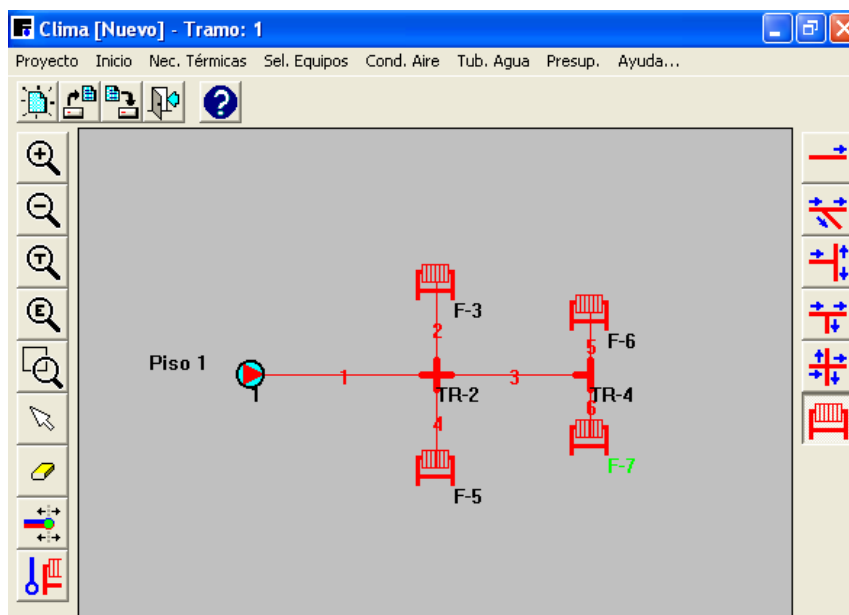 Clima [Nuevo] - Tramo: 1
Proyecto Inicio Nec. Térmicas Sel. Equipos Cond. Aire Tub. Agua Presup. Ayuda...
?
T
E
F-3
2
F-6
5
Piso 1
1
1
3
TR-2
TR-4
4
6
F-7
F-5